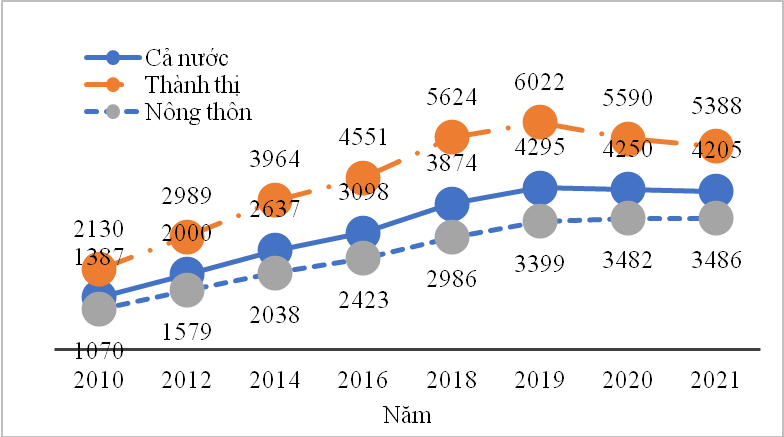 Cả nước
Thành thị
Nông thôn
2130 2989 3964 4551 5624 6022 5590 5388
1387 2000 2637 3098 3874 4295 4250 4205
1070 1579 2038 2423 2986 3399 3482 3486
2010 2012 2014 2016 2018 2019 2020 2021
Năm